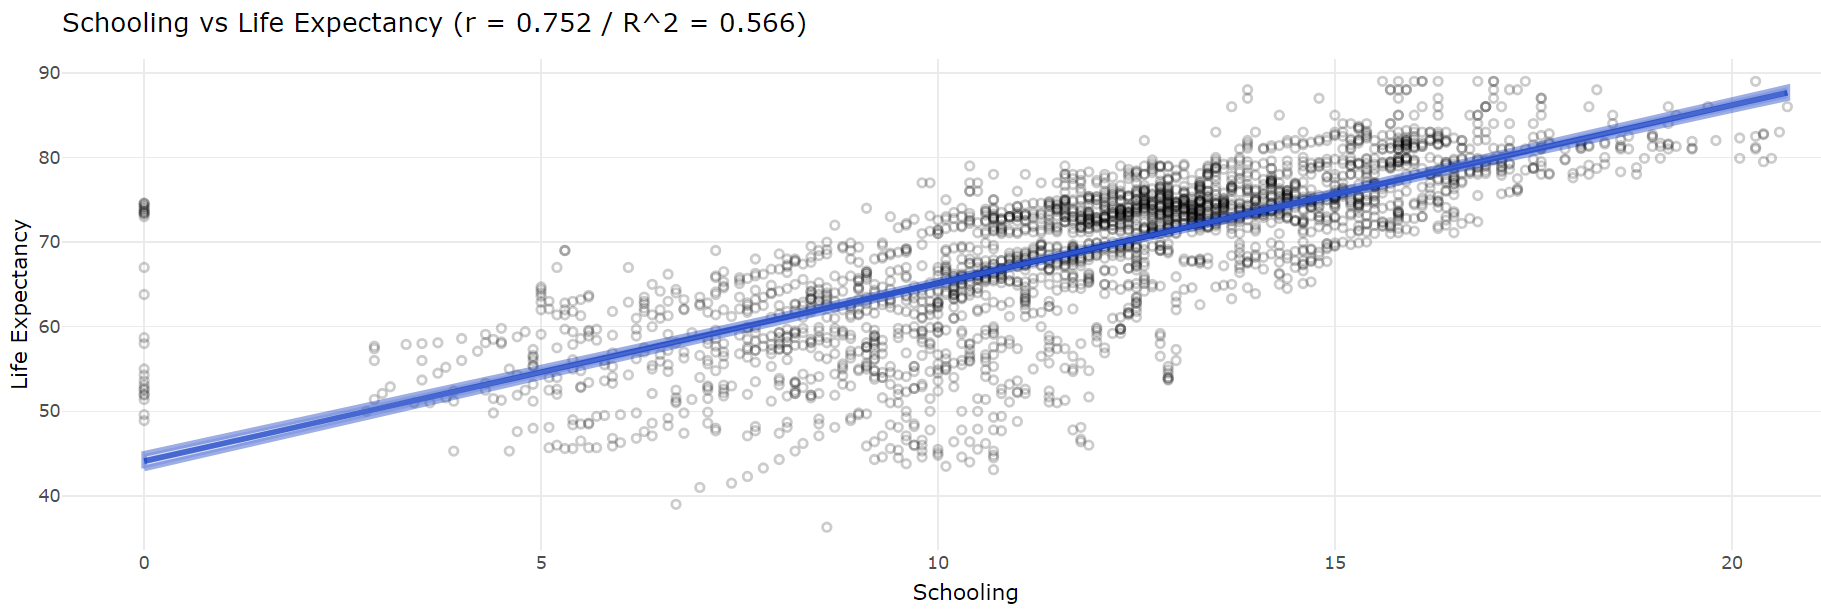 Schooling vs Life Expectancy (r = 0.752 / R^2 = 0.566)
90
80
70
60
50
40
Life Expectancy
0 5 10 15 20
Schooling